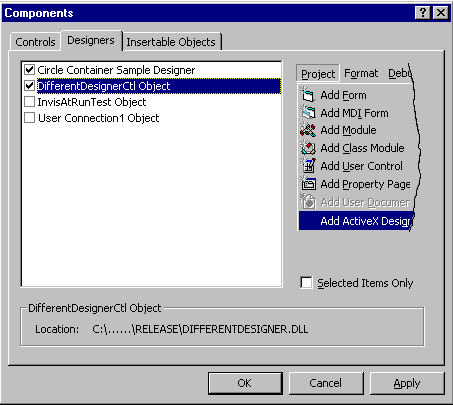 Components
Controls
Designers
Insertable Objects
Circle Container Sample Designer
DifferentDesignerCtl Object
InvisAtRunTest Object
User Connection1 Object
Project Format Debu
Add Form
Add MDI Form
Add Module
Add Class Module
Add User Control
Add Property Page
Add User Documen
Add ActiveX Desig
Selected Items Only
DifferentDesignerCtl Object
Location: C:\......\RELEASE\DIFFERENTDESIGNER.DLL
OK
Cancel
Apply